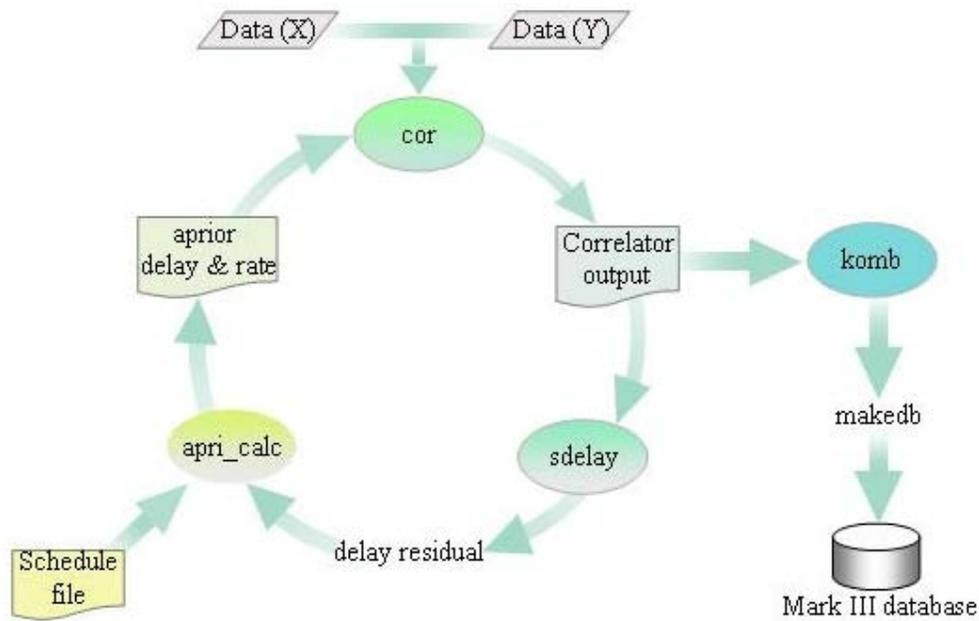 Data (X)
Data (Y)
cor
aprior
delay & rate
Correlator
output
komb
makedb
apri_calc
sdelay
delay residual
Schedule
file
Mark III database